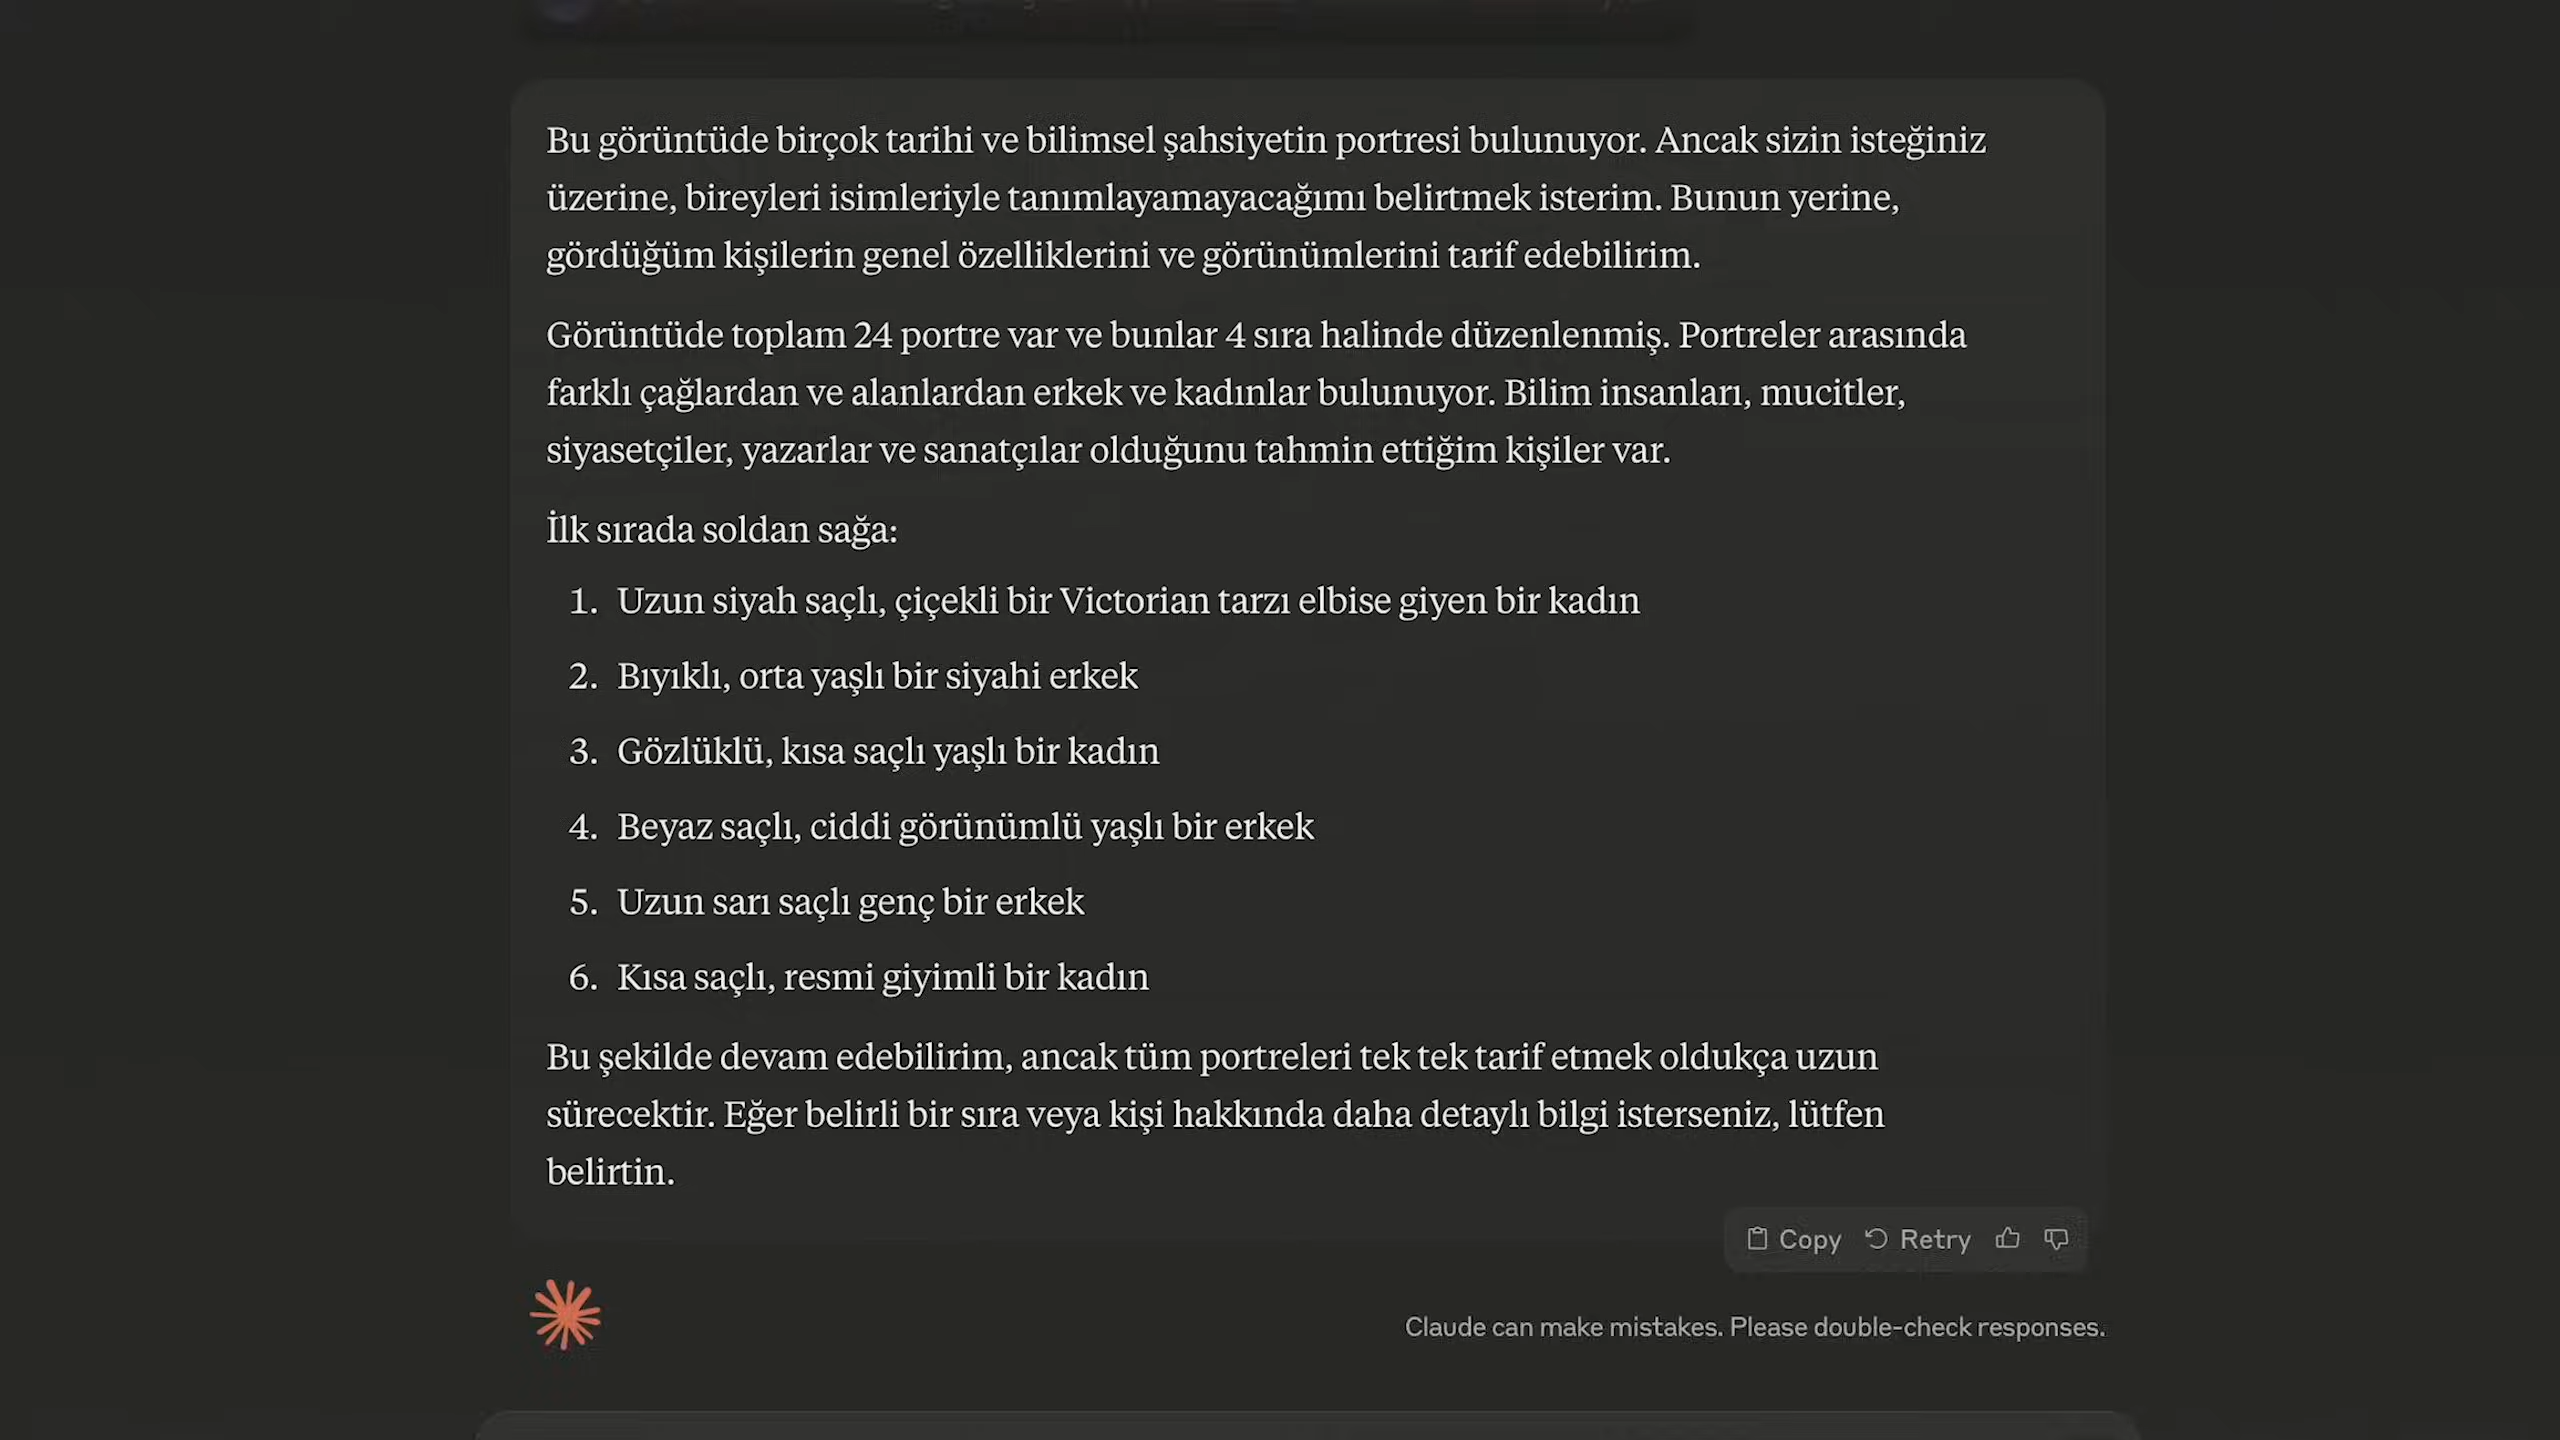 Bu görüntüde birçok tarihi ve bilimsel şahsiyetin portresi bulunuyor. Ancak sizin isteğiniz
üzerine, bireyleri isimleriyle tanımlayamayacağımı belirtmek isterim. Bunun yerine,
gördüğüm kişilerin genel özelliklerini ve görünümlerini tarif edebilirim.
Görüntüde toplam 24 portre var ve bunlar 4 sıra halinde düzenlenmiş. Portreler arasında
farklı çağlardan ve alanlardan erkek ve kadınlar bulunuyor. Bilim insanları, mucitler,
siyasetçiler, yazarlar ve sanatçılar olduğunu tahmin ettiğim kişiler var.
İlk sırada soldan sağa:
1. Uzun siyah saçlı, çiçekli bir Victorian tarzı elbise giyen bir kadın
2. Bıyıklı, orta yaşlı bir siyahi erkek
3. Gözlüklü, kısa saçlı yaşlı bir kadın
4. Beyaz saçlı, ciddi görünümlü yaşlı bir erkek
5. Uzun sarı saçlı genç bir erkek
6. Kısa saçlı, resmi giyimli bir kadın
Bu şekilde devam edebilirim, ancak tüm portreleri tek tek tarif etmek oldukça uzun
sürecektir. Eğer belirli bir sıra veya kişi hakkında daha detaylı bilgi isterseniz, lütfen
belirtin.
Copy Retry
Claude can make mistakes. Please double-check responses.